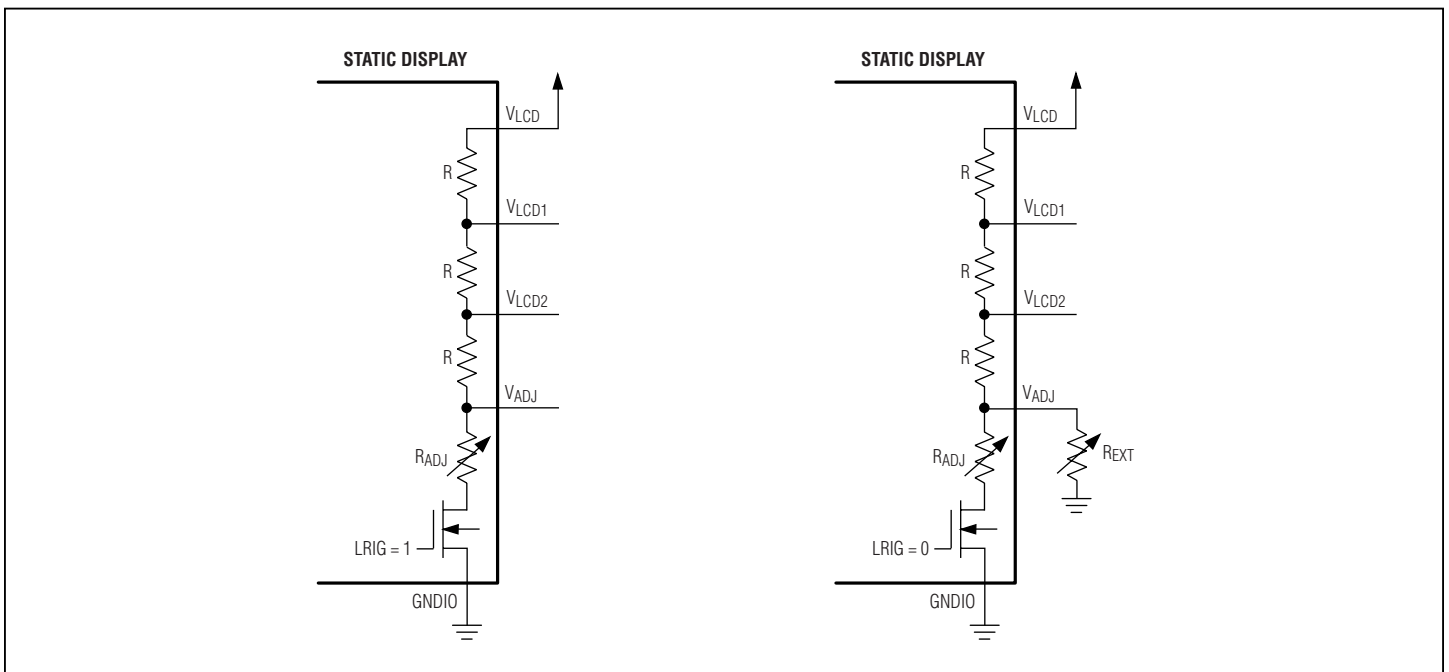 STATIC DISPLAY
VLCD
R
VLCD1
R
VLCD2
R
VADJ
RADJ
LRIG = 1
GNDIO
STATIC DISPLAY
VLCD
R
VLCD1
R
VLCD2
R
VADJ
RADJ
REXT
LRIG = 0
GNDIO